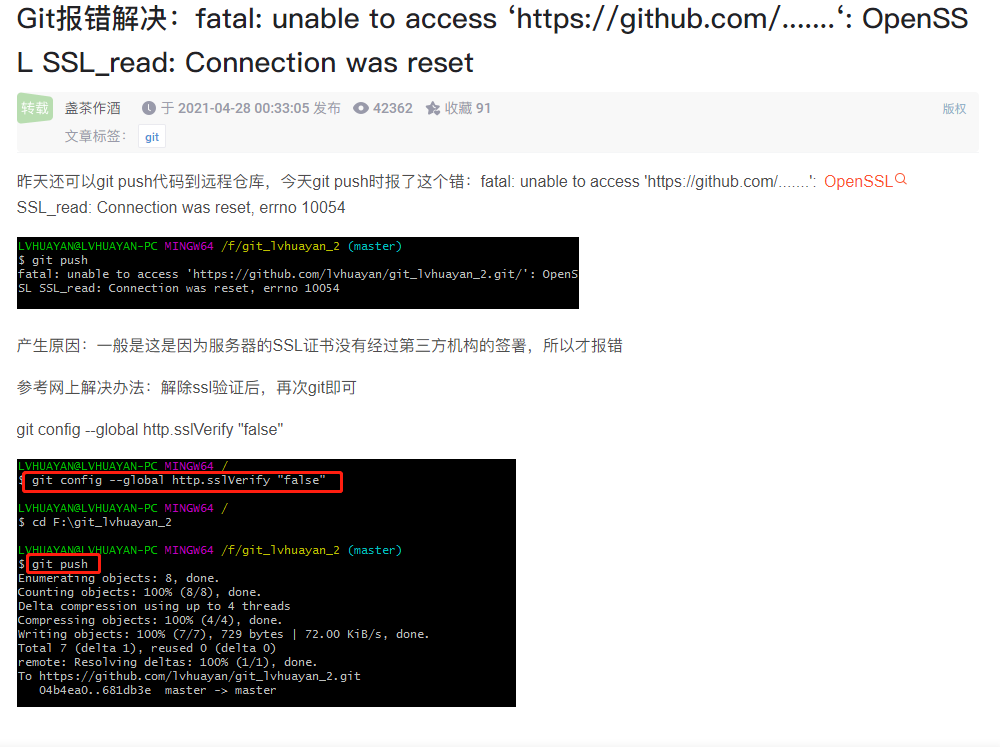 Git报错解决：fatal: unable to access ‘https://github.com/.......‘: OpenSS
L SSL_read: Connection was reset
转载 盏茶作酒 于 2021-04-28 00:33:05 发布 42362 收藏 91 版权
文章标签： git
昨天还可以git push代码到远程仓库，今天git push时报了这个错：fatal: unable to access 'https://github.com/.......': OpenSSL
SSL_read: Connection was reset, errno 10054
LVHUAYAN@LVHUAYAN-PC MINGW64 /f/git_lvhuayan_2 (master)
$ git push
fatal: unable to access 'https://github.com/lvhuayan/git_lvhuayan_2.git/': OpenS
SL SSL_read: Connection was reset, errno 10054
产生原因：一般是这是因为服务器的SSL证书没有经过第三方机构的签署，所以才报错
参考网上解决办法：解除ssl验证后，再次git即可
git config --global http.sslVerify "false"
LVHUAYAN@LVHUAYAN-PC MINGW64 /
$ git config --global http.sslVerify "false"
LVHUAYAN@LVHUAYAN-PC MINGW64 /
$ cd F:\git_lvhuayan_2
LVHUAYAN@LVHUAYAN-PC MINGW64 /f/git_lvhuayan_2 (master)
$ git push
Enumerating objects: 8, done.
Counting objects: 100% (8/8), done.
Delta compression using up to 4 threads
Compressing objects: 100% (4/4), done.
Writing objects: 100% (7/7), 729 bytes | 72.00 KiB/s, done.
Total 7 (delta 1), reused 0 (delta 0)
remote: Resolving deltas: 100% (1/1), done.
To https://github.com/lvhuayan/git_lvhuayan_2.git
04b4ea0..681db3e master -> master